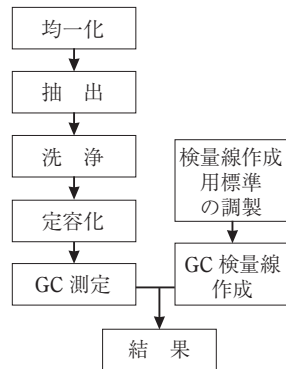 均一化
抽　出
洗　浄
定容化
GC 測定
検量線作成
用標準
の調製
GC 検量線
作成
結　果